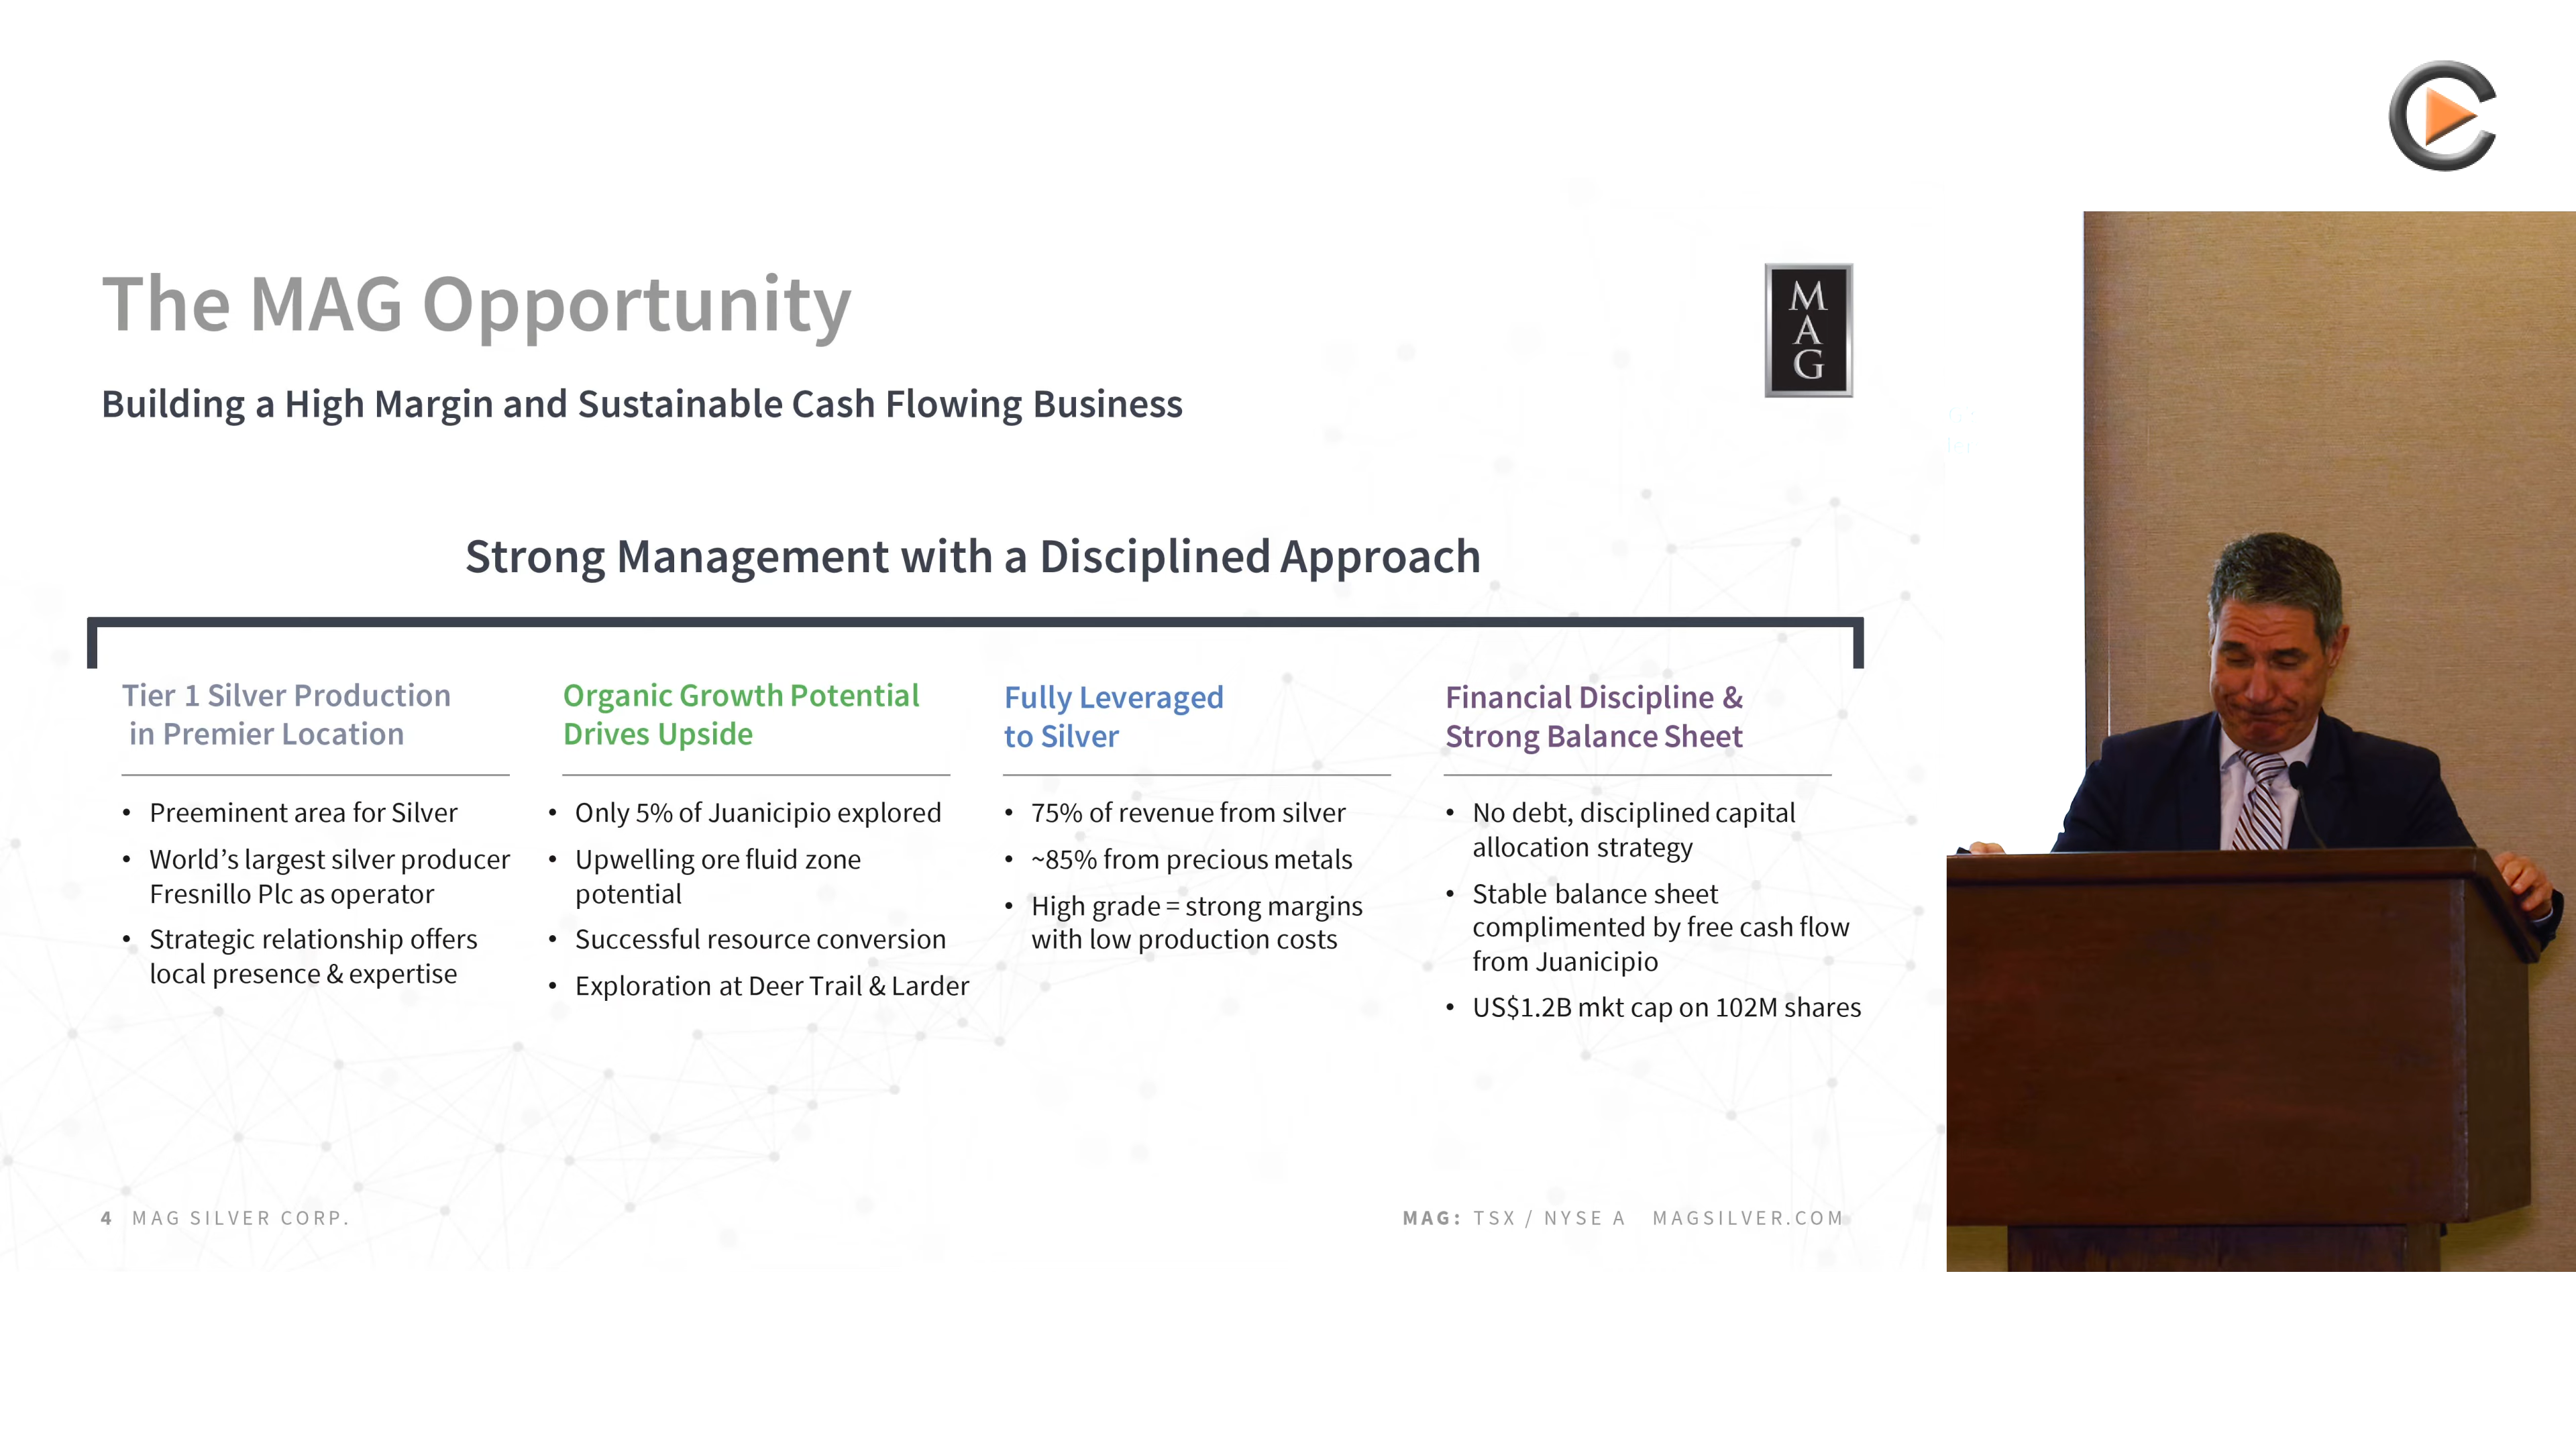 The MAG Opportunity
M
A
G
Building a High Margin and Sustainable Cash Flowing Business
Strong Management with a Disciplined Approach
Tier 1 Silver Production
in Premier Location
• Preeminent area for Silver
• World’s largest silver producer
Fresnillo Plc as operator
• Strategic relationship offers
local presence & expertise
Organic Growth Potential
Drives Upside
• Only 5% of Juanicipio explored
• Upwelling ore fluid zone
potential
• Successful resource conversion
• Exploration at Deer Trail & Larder
Fully Leveraged
to Silver
• 75% of revenue from silver
• ~85% from precious metals
• High grade = strong margins
with low production costs
Financial Discipline &
Strong Balance Sheet
• No debt, disciplined capital
allocation strategy
• Stable balance sheet
complimented by free cash flow
from Juanicipio
• US$1.2B mkt cap on 102M shares
4 MAG SILVER CORP.
MAG: TSX / NYSE A MAGSILVER.COM